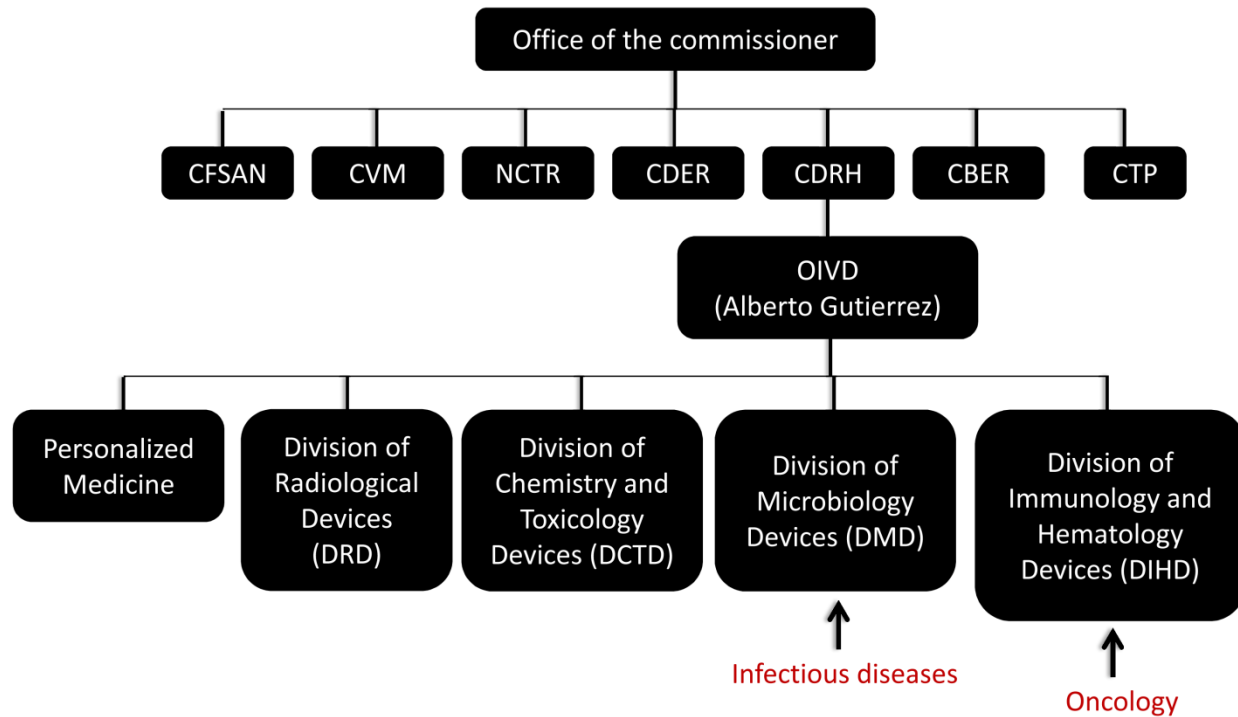 Office of the commissioner
CFSAN
CVM
NCTR
CDER
CDRH
CBER
CTP
OIVD
(Alberto Gutierrez)
Personalized
Medicine
Division of
Radiological
Devices
(DRD)
Division of
Chemistry and
Toxicology
Devices (DCTD)
Division of
Microbiology
Devices (DMD)
Division of
Immunology and
Hematology
Devices (DIHD)
Infectious diseases
Oncology